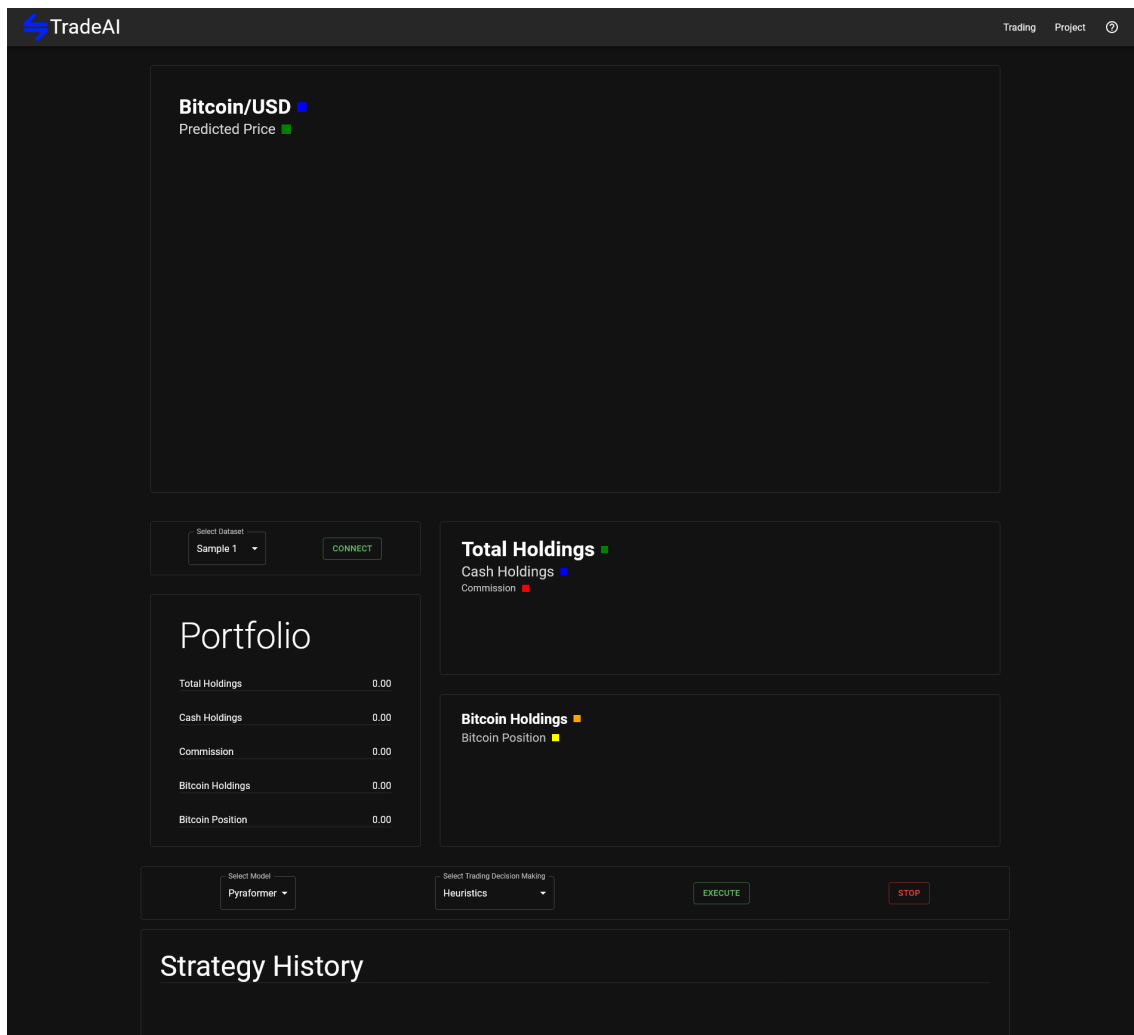 TradeAI
Trading Project
Bitcoin/USD
Predicted Price
Select Dataset
Sample 1
CONNECT
Total Holdings
Cash Holdings
Commission
Portfolio
Total Holdings 0.00
Cash Holdings 0.00
Commission 0.00
Bitcoin Holdings 0.00
Bitcoin Position 0.00
Bitcoin Holdings
Bitcoin Position
Select Model
Pyraformer
Select Trading Decision Making
Heuristics
EXECUTE
STOP
Strategy History